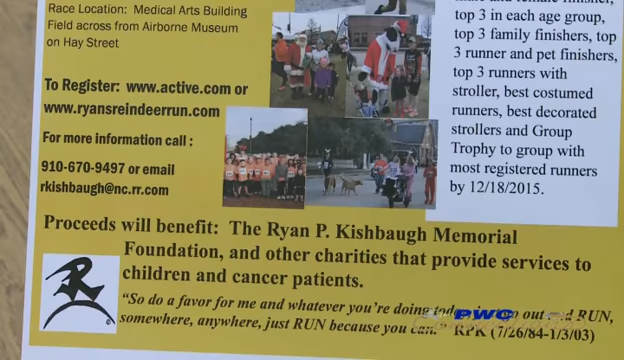 Race Location: Medical Arts Building
Field across from Airborne Museum
on Hay Street
To Register: www.active.com or
www.ryansreindeerrun.com
For more information call :
910-670-9497 or email
rkishbaugh@nc.rr.com
top 3 in each age group,
top 3 family finishers, top
3 runner and pet finishers,
top 3 runners with
stroller, best costumed
runners, best decorated
strollers and Group
Trophy to group with
most registered runners
by 12/18/2015.
Proceeds will benefit: The Ryan P. Kishbaugh Memorial
Foundation, and other charities that provide services to
children and cancer patients.
R
"So do a favor for me and whatever you're doing out RUN,
somewhere, anywhere, just RUN because you can." RPK (7/26/84-1/3/03)
PWC